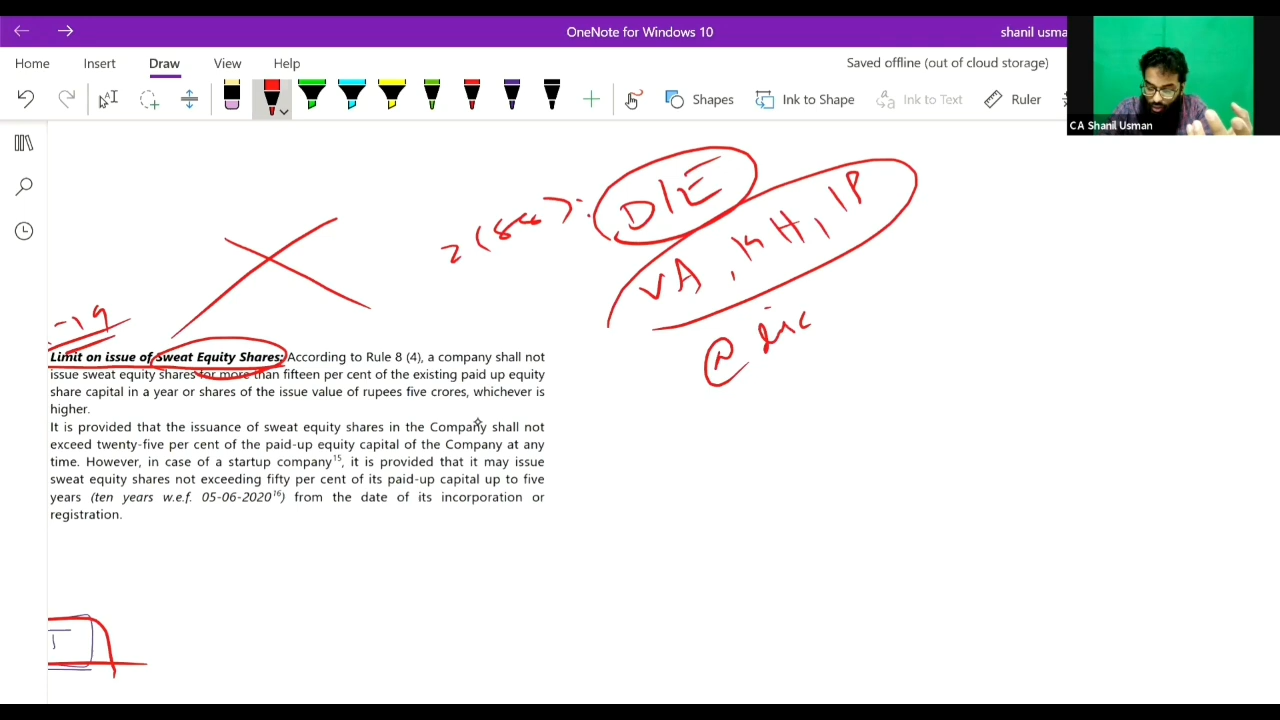 OneNote for Windows 10
shanil usma
Home Insert Draw View Help
Saved offline (out of cloud storage)
Shapes Ink to Shape Ink to Text Ruler
CA Shanil Usman
2(88):
D/E
VA, KH, IP
@ disc
-19
Limit on issue of Sweat Equity Shares: According to Rule 8 (4), a company shall not
issue sweat equity shares for more than fifteen per cent of the existing paid up equity
share capital in a year or shares of the issue value of rupees five crores, whichever is
higher.
It is provided that the issuance of sweat equity shares in the Company shall not
exceed twenty-five per cent of the paid-up equity capital of the Company at any
time. However, in case of a startup company15, it is provided that it may issue
sweat equity shares not exceeding fifty per cent of its paid-up capital up to five
years (ten years w.e.f. 05-06-202016) from the date of its incorporation or
registration.